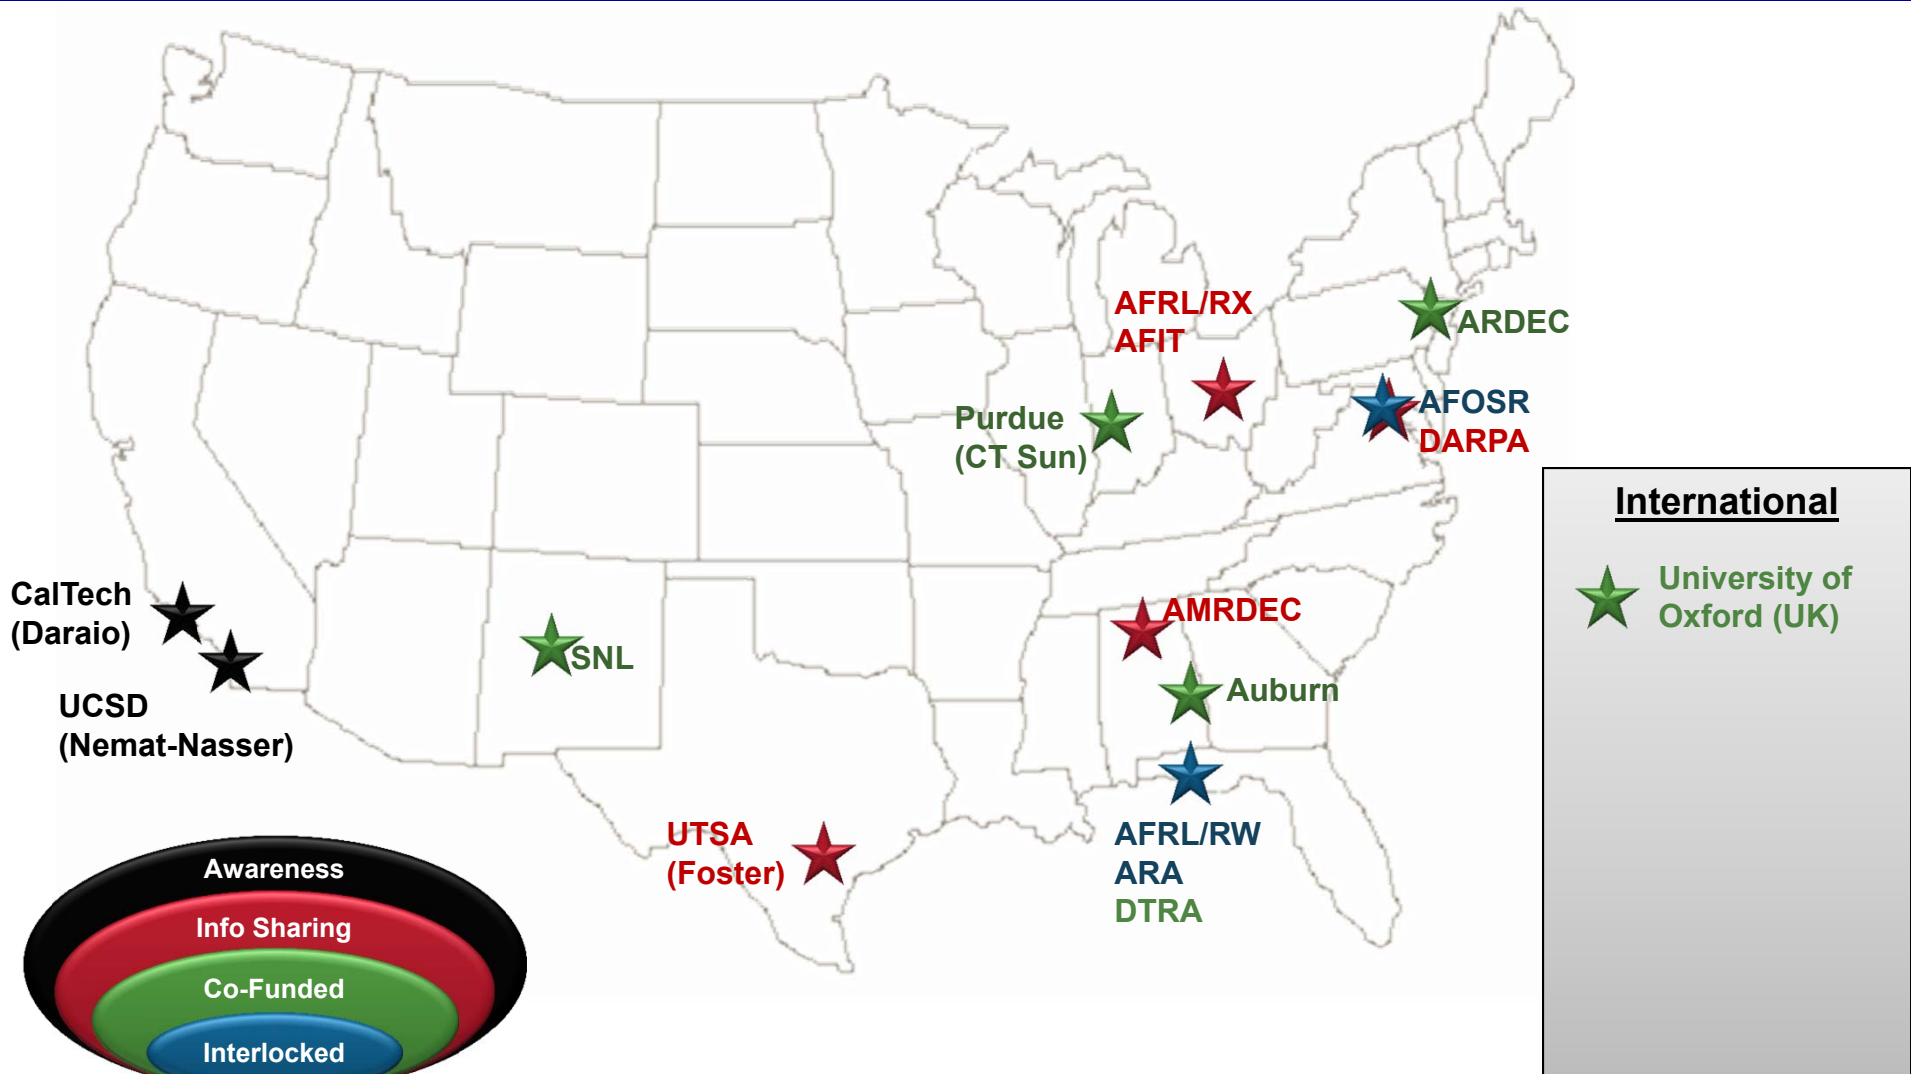 AFRL/RX
AFIT
ARDEC
Purdue
(CT Sun)
AFOSR
DARPA
International
University of
Oxford (UK)
CalTech
(Daraio)
AMRDEC
SNL
Auburn
UCSD
(Nemat-Nasser)
UTSA
(Foster)
AFRL/RW
ARA
DTRA
Awareness
Info Sharing
Co-Funded
Interlocked